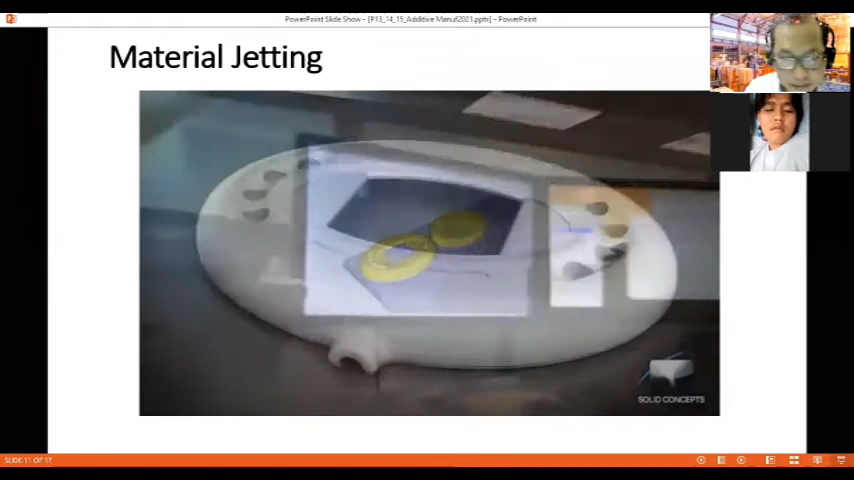 PowerPoint Slide Show - [P13_14_15_Additive Manuf2021.pptx] - PowerPoint
Material Jetting
SOLID CONCEPTS
SLIDE 11 OF 17